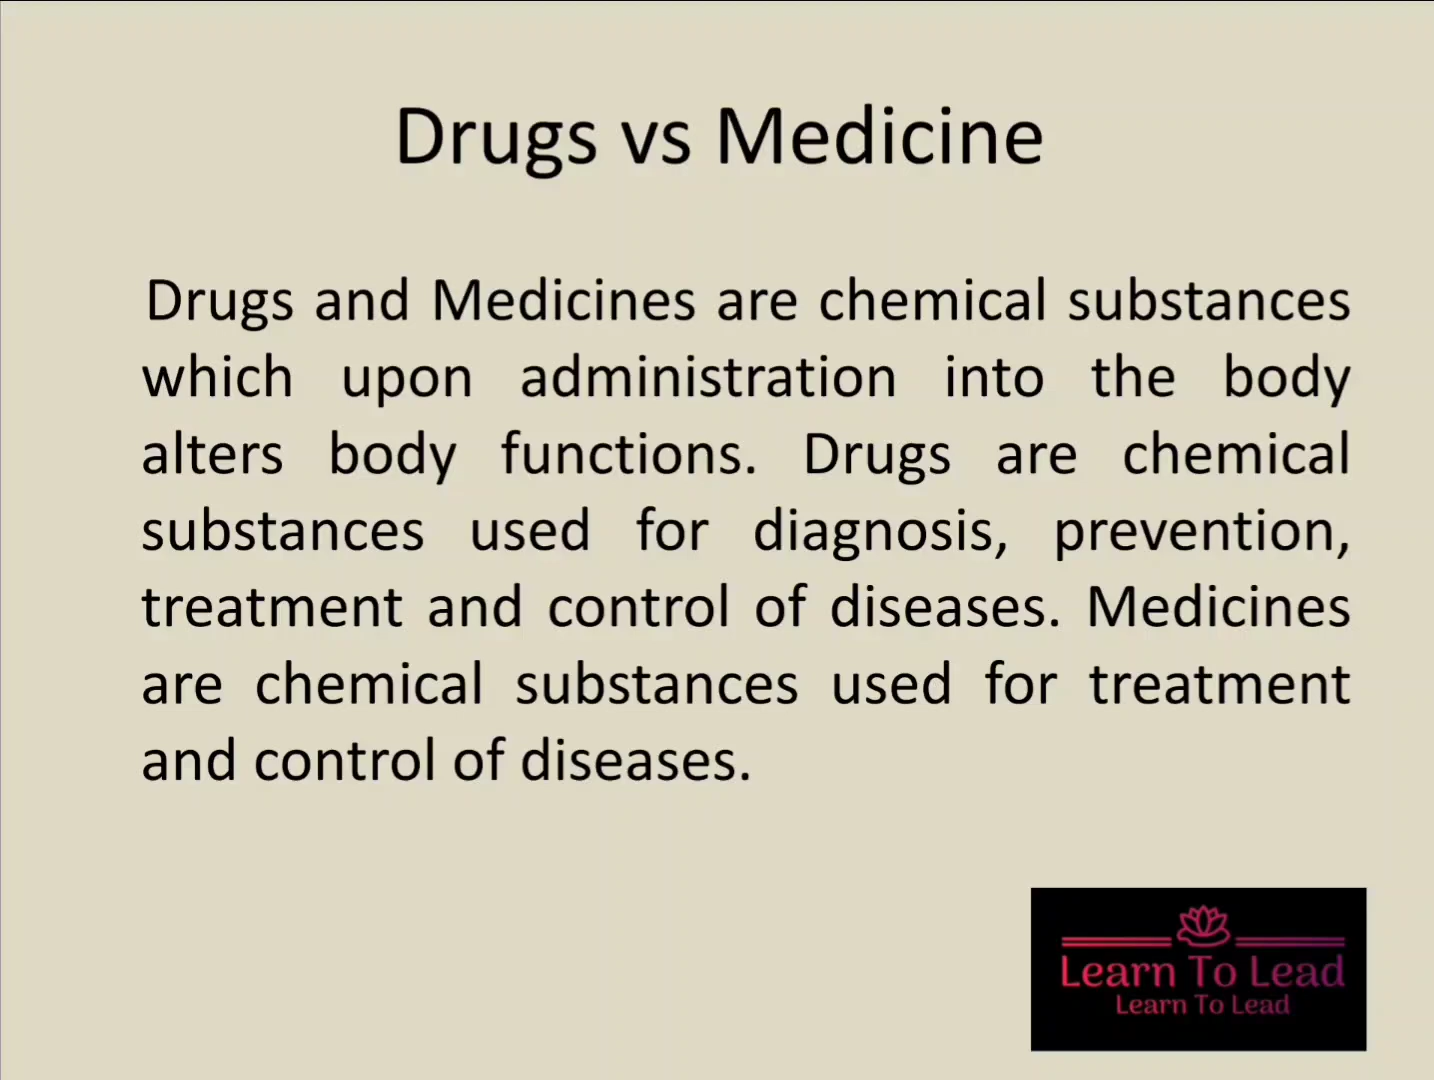 Drugs vs Medicine
Drugs and Medicines are chemical substances
which upon administration into the body
alters body functions. Drugs are chemical
substances used for diagnosis, prevention,
treatment and control of diseases. Medicines
are chemical substances used for treatment
and control of diseases.
Learn To Lead
Learn To Lead